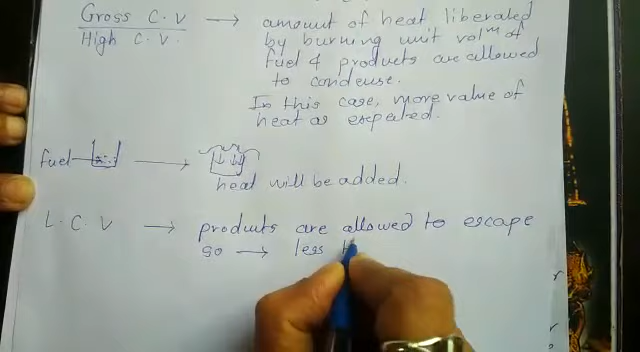 Gross C.V → amount of heat liberated
High C.V. by burning unit volm of
fuel & products are allowed
to condense.
In this case, more value of
heat as expected.
fuel →
heat will be added.
L.C.V → products are allowed to escape
so → less